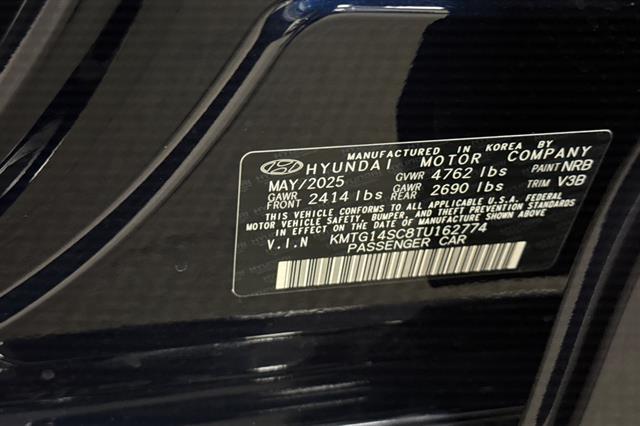 MANUFACTURED IN KOREA BY
HYUNDAI MOTOR COMPANY
MAY/2025 GVWR 4762 lbs PAINT NRB
GAWR FRONT 2414 lbs GAWR REAR 2690 lbs TRIM V3B
THIS VEHICLE CONFORMS TO ALL APPLICABLE U.S.A. FEDERAL
MOTOR VEHICLE SAFETY, BUMPER, AND THEFT PREVENTION STANDARDS
IN EFFECT ON THE DATE OF MANUFACTURE SHOWN ABOVE.
V.I.N KMTG14SC8TU162774
PASSENGER CAR